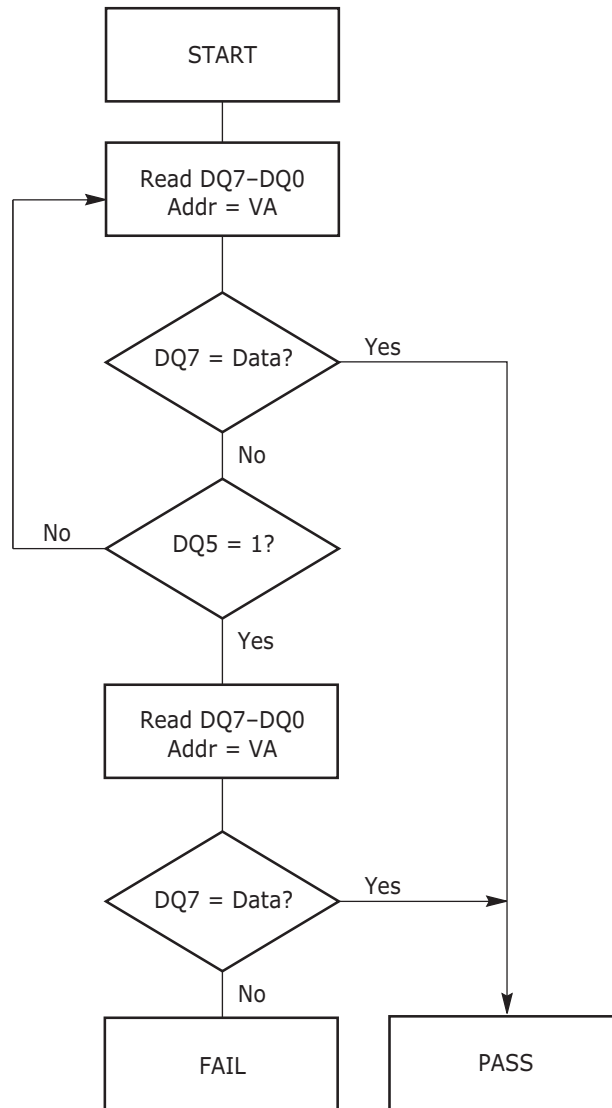 START
Read DQ7–DQ0
Addr = VA
DQ7 = Data?
Yes
No
No
DQ5 = 1?
Yes
Read DQ7–DQ0
Addr = VA
DQ7 = Data?
Yes
No
FAIL
PASS